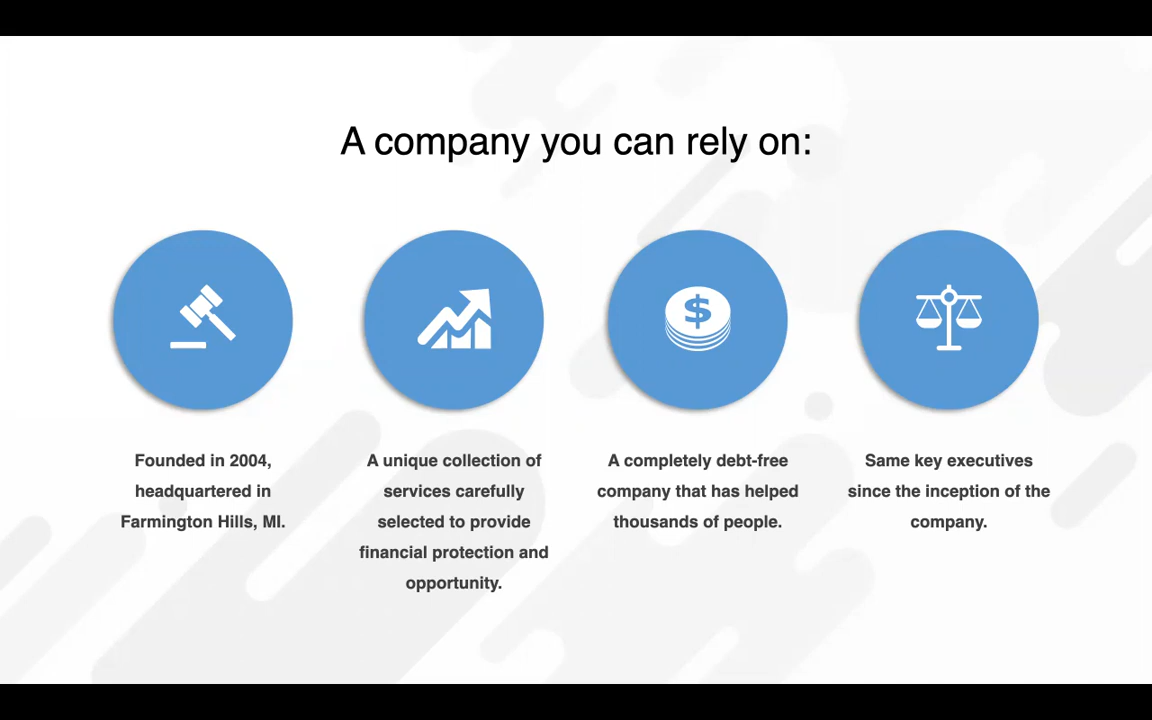 A company you can rely on:
Founded in 2004,
headquartered in
Farmington Hills, MI.
A unique collection of
services carefully
selected to provide
financial protection and
opportunity.
A completely debt-free
company that has helped
thousands of people.
Same key executives
since the inception of the
company.